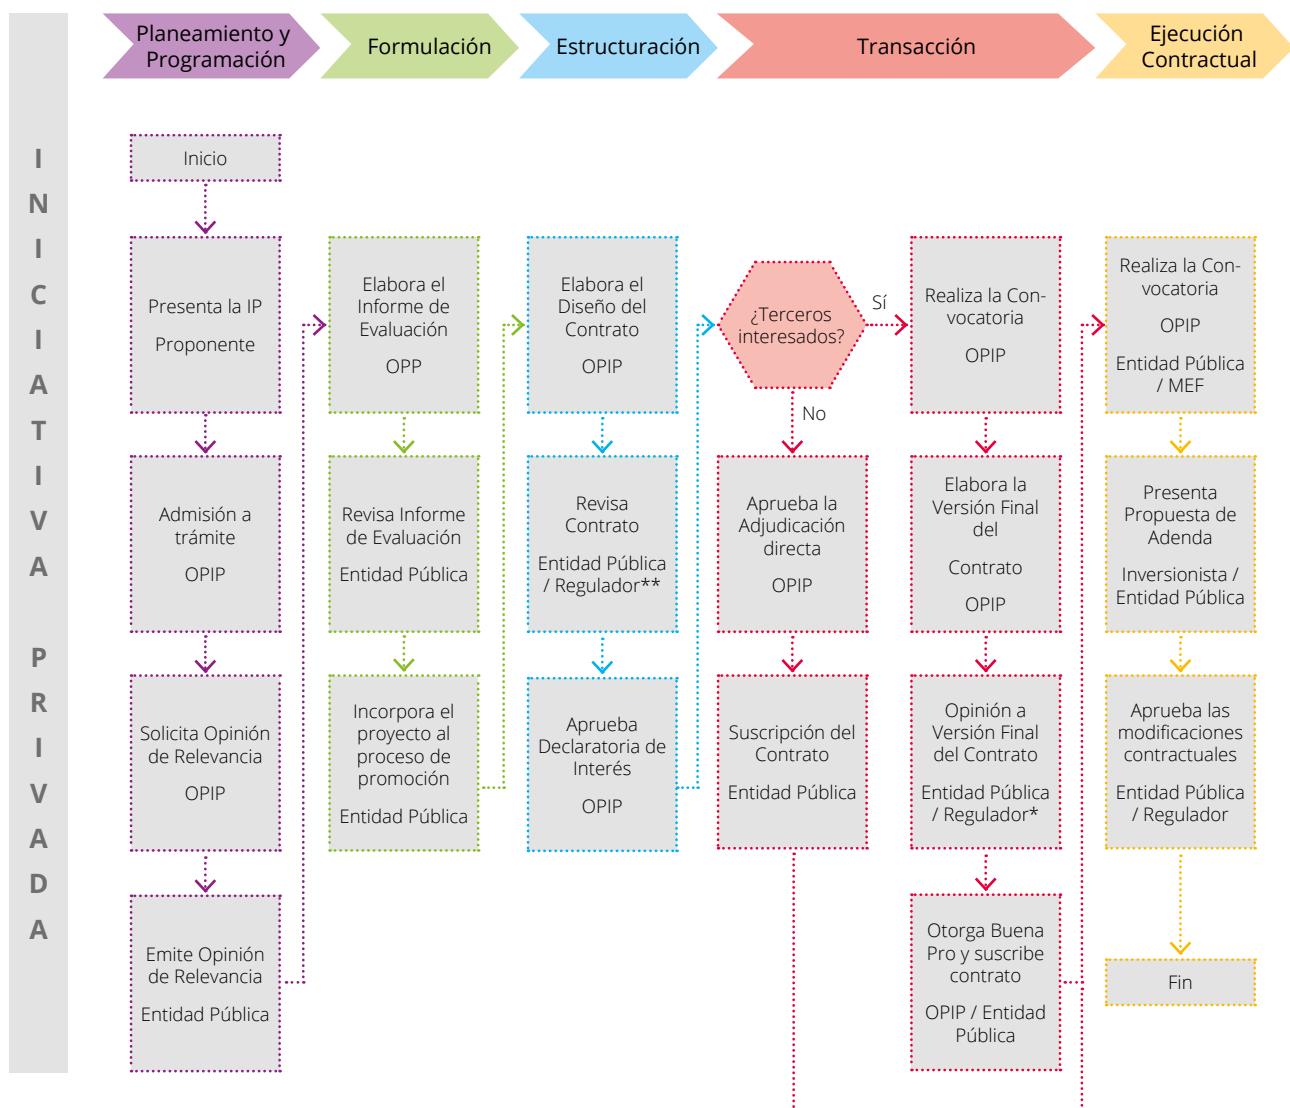 Planeamiento y
Programación
Formulación
Estructuración
Transacción
Ejecución
Contractual
INICIATIVA PRIVADA
Inicio
Presenta la IP
Proponente
Admisión a
trámite
OPIP
Solicita Opinión
de Relevancia
OPIP
Emite Opinión
de Relevancia
Entidad Pública
Elabora el
Informe de
Evaluación
OPP
Revisa Informe
de Evaluación
Entidad Pública
Incorpora el
proyecto al
proceso de
promoción
Entidad Pública
Elabora el
Diseño del
Contrato
OPIP
Revisa
Contrato
Entidad Pública
/ Regulador**
Aprueba
Declaratoria de
Interés
OPIP
¿Terceros
interesados?
Sí
No
Aprueba la
Adjudicación
directa
OPIP
Suscripción del
Contrato
Entidad Pública
Realiza la Con-
vocatoria
OPIP
Elabora la
Versión Final
del
Contrato
OPIP
Opinión a
Versión Final
del Contrato
Entidad Pública
/ Regulador*
Otorga Buena
Pro y suscribe
contrato
OPIP / Entidad
Pública
Realiza la Con-
vocatoria
OPIP
Entidad Pública
/ MEF
Presenta
Propuesta de
Adenda
Inversionista /
Entidad Pública
Aprueba las
modificaciones
contractuales
Entidad Pública
/ Regulador
Fin